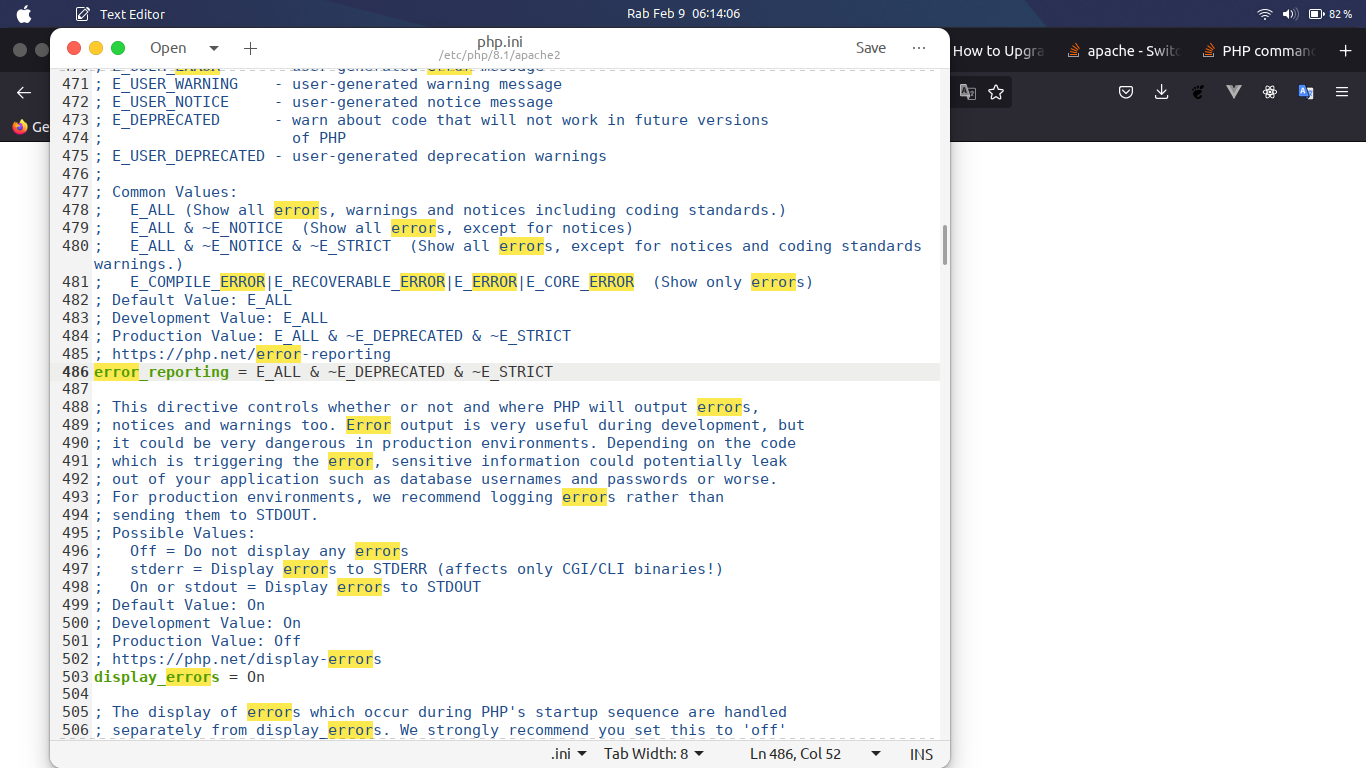 Text Editor
Rab Feb 9 06:14:06
82 %
Open
php.ini
/etc/php/8.1/apache2
Save
How to Upgra
apache - Switc
PHP comman
Ge
470 ; E_USER_ERROR - user-generated error message
471 ; E_USER_WARNING - user-generated warning message
472 ; E_USER_NOTICE - user-generated notice message
473 ; E_DEPRECATED - warn about code that will not work in future versions
474 ; of PHP
475 ; E_USER_DEPRECATED - user-generated deprecation warnings
476 ;
477 ; Common Values:
478 ; E_ALL (Show all errors, warnings and notices including coding standards.)
479 ; E_ALL & ~E_NOTICE (Show all errors, except for notices)
480 ; E_ALL & ~E_NOTICE & ~E_STRICT (Show all errors, except for notices and coding standards
warnings.)
481 ; E_COMPILE_ERROR|E_RECOVERABLE_ERROR|E_ERROR|E_CORE_ERROR (Show only errors)
482 ; Default Value: E_ALL
483 ; Development Value: E_ALL
484 ; Production Value: E_ALL & ~E_DEPRECATED & ~E_STRICT
485 ; https://php.net/error-reporting
486 error_reporting = E_ALL & ~E_DEPRECATED & ~E_STRICT
487
488 ; This directive controls whether or not and where PHP will output errors,
489 ; notices and warnings too. Error output is very useful during development, but
490 ; it could be very dangerous in production environments. Depending on the code
491 ; which is triggering the error, sensitive information could potentially leak
492 ; out of your application such as database usernames and passwords or worse.
493 ; For production environments, we recommend logging errors rather than
494 ; sending them to STDOUT.
495 ; Possible Values:
496 ; Off = Do not display any errors
497 ; stderr = Display errors to STDERR (affects only CGI/CLI binaries!)
498 ; On or stdout = Display errors to STDOUT
499 ; Default Value: On
500 ; Development Value: On
501 ; Production Value: Off
502 ; https://php.net/display-errors
503 display_errors = On
504
505 ; The display of errors which occur during PHP's startup sequence are handled
506 ; separately from display_errors. We strongly recommend you set this to 'off'
.ini
Tab Width: 8
Ln 486, Col 52
INS